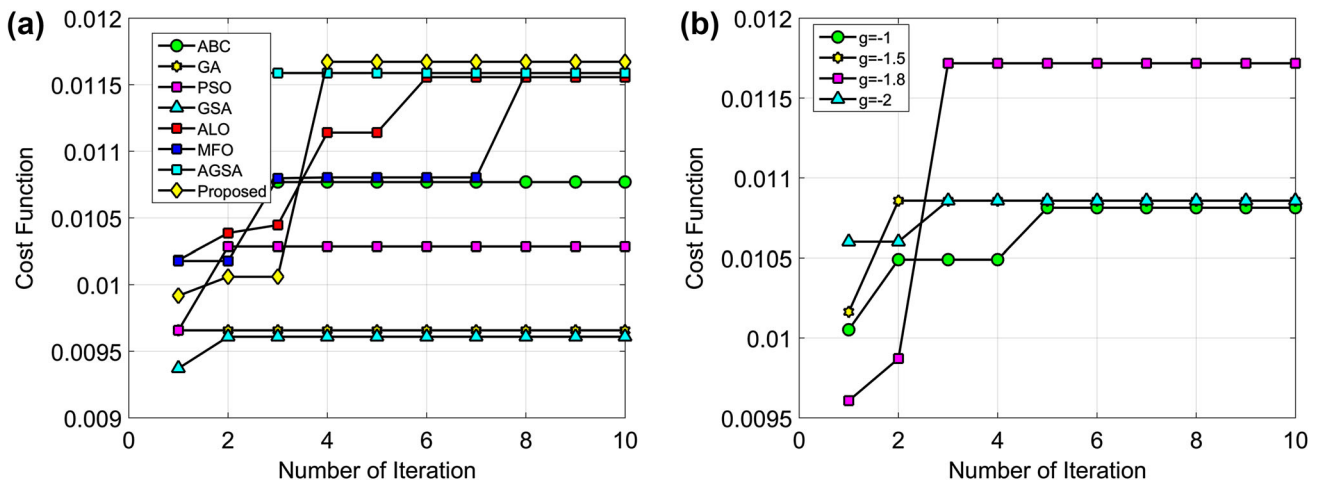 (a)
0.012
0.0115
0.011
0.0105
0.01
0.0095
0.009
Cost Function
ABC
GA
PSO
GSA
ALO
MFO
AGSA
Proposed
0 2 4 6 8 10
Number of Iteration
(b)
0.012
0.0115
0.011
0.0105
0.01
0.0095
Cost Function
g=-1
g=-1.5
g=-1.8
g=-2
0 2 4 6 8 10
Number of Iteration